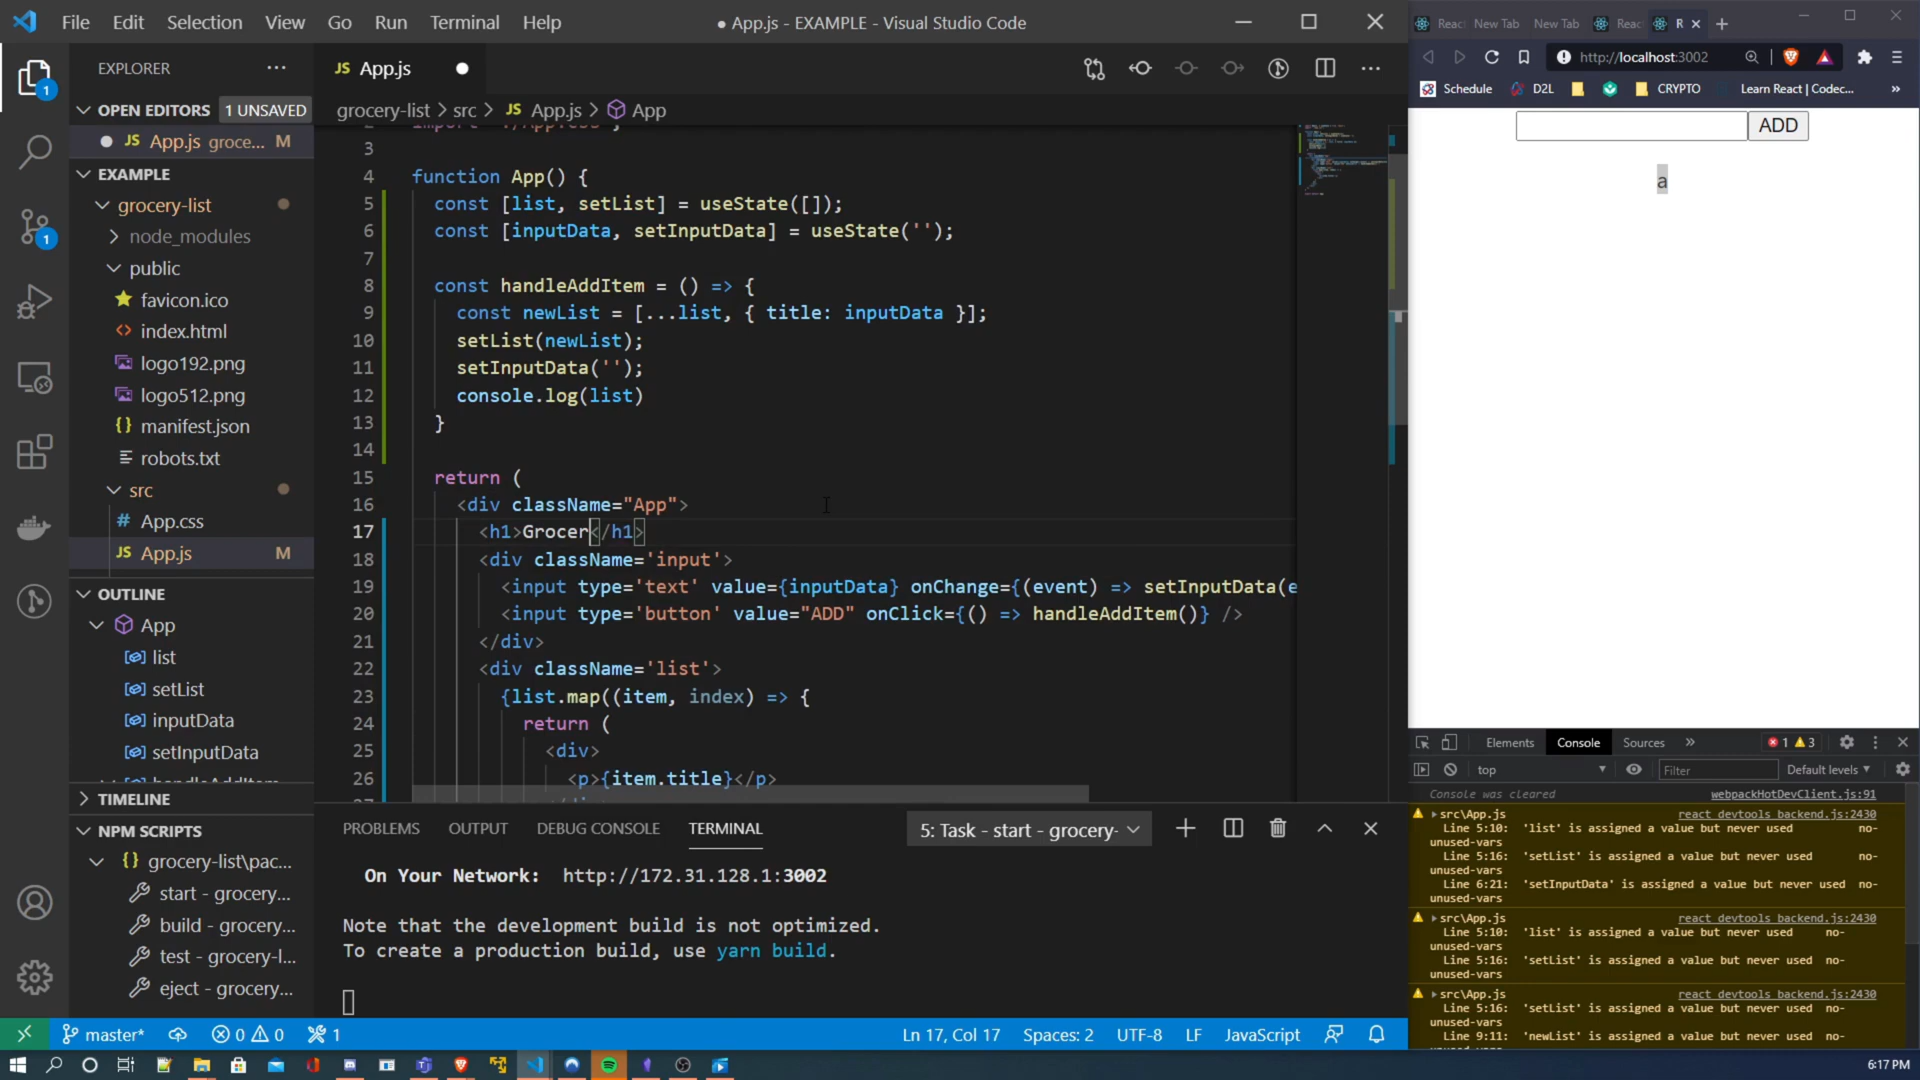 File Edit Selection View Go Run Terminal Help
● App.js - EXAMPLE - Visual Studio Code
EXPLORER
OPEN EDITORS 1 UNSAVED
JS App.js groce... M
EXAMPLE
grocery-list
node_modules
public
favicon.ico
index.html
logo192.png
logo512.png
manifest.json
robots.txt
src
App.css
JS App.js M
OUTLINE
App
list
setList
inputData
setInputData
TIMELINE
NPM SCRIPTS
grocery-list\pac...
start - grocery...
build - grocery...
test - grocery-l...
eject - grocery...
JS App.js
grocery-list > src > JS App.js > App
3
4 function App() {
5 const [list, setList] = useState([]);
6 const [inputData, setInputData] = useState('');
7
8 const handleAddItem = () => {
9 const newList = [...list, { title: inputData }];
10 setList(newList);
11 setInputData('');
12 console.log(list)
13 }
14
15 return (
16 <div className="App">
17 <h1>Grocer</h1>
18 <div className='input'>
19 <input type='text' value={inputData} onChange={(event) => setInputData(e
20 <input type='button' value="ADD" onClick={() => handleAddItem()} />
21 </div>
22 <div className='list'>
23 {list.map((item, index) => {
24 return (
25 <div>
26 <p>{item.title}</p>
PROBLEMS OUTPUT DEBUG CONSOLE TERMINAL
5: Task - start - grocery-
On Your Network: http://172.31.128.1:3002
Note that the development build is not optimized.
To create a production build, use yarn build.
master* 0 0 1
Ln 17, Col 17 Spaces: 2 UTF-8 LF JavaScript
React New Tab New Tab Reac R
http://localhost:3002
Schedule D2L CRYPTO Learn React | Codec... »
ADD
a
Elements Console Sources » 1 3
top Filter Default levels
Console was cleared webpackHotDevClient.js:91
src\App.js react devtools backend.js:2430
Line 5:10: 'list' is assigned a value but never used no-
unused-vars
Line 5:16: 'setList' is assigned a value but never used no-
unused-vars
Line 6:21: 'setInputData' is assigned a value but never used no-
unused-vars
src\App.js react devtools backend.js:2430
Line 5:10: 'list' is assigned a value but never used no-
unused-vars
Line 5:16: 'setList' is assigned a value but never used no-
unused-vars
src\App.js react devtools backend.js:2430
Line 5:16: 'setList' is assigned a value but never used no-
unused-vars
Line 9:11: 'newList' is assigned a value but never used no-
6:17 PM